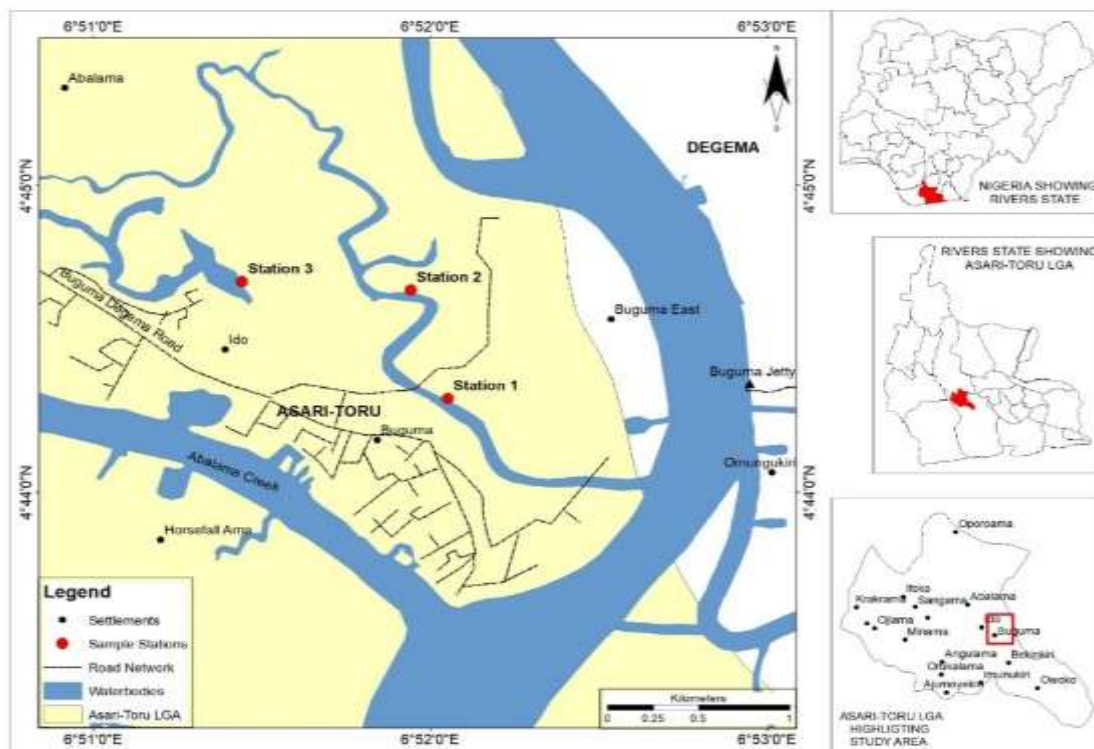 6°51'0"E
6°52'0"E
6°53'0"E
Abalama
N
DEGEMA
4°45'0"N
4°45'0"N
Station 3
Station 2
Buguma East
Buguma Degema Road
Ido
Buguma Jetty
Station 1
ASARI-TORU
Buguma
Abalama Creek
Omungukiri
4°44'0"N
4°44'0"N
Horsefall Ama
Legend
Settlements
Sample Stations
Road Network
Waterbodies
Asari-Toru LGA
Kilometers
0 0.25 0.5 1
6°51'0"E
6°52'0"E
6°53'0"E
NIGERIA SHOWING
RIVERS STATE
RIVERS STATE SHOWING
ASARI-TORU LGA
Oporoama
Krakrama
Sangama
Abalama
Ojiama
Minama
Buguma
Angulama
Orukalama
ASARI-TORU LGA
HIGHLIGTING
STUDY AREA